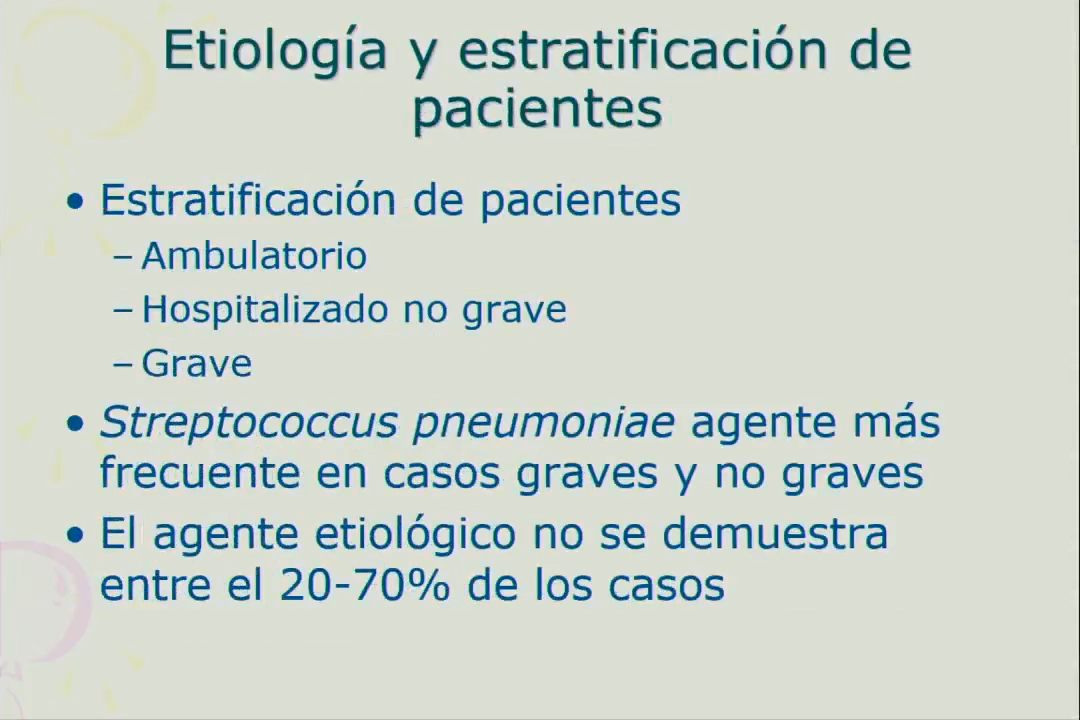 Etiología y estratificación de
pacientes
• Estratificación de pacientes
– Ambulatorio
– Hospitalizado no grave
– Grave
• Streptococcus pneumoniae agente más
frecuente en casos graves y no graves
• El agente etiológico no se demuestra
entre el 20-70% de los casos